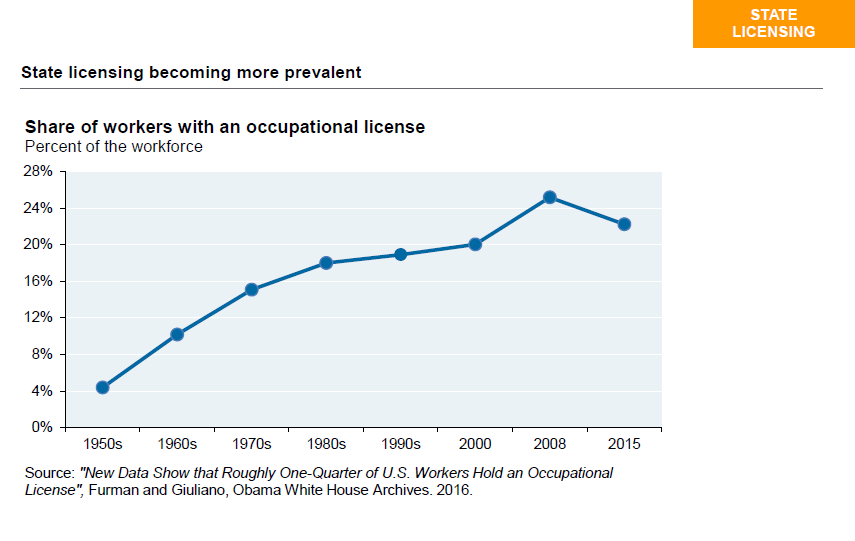 STATE
LICENSING
State licensing becoming more prevalent
Share of workers with an occupational license
Percent of the workforce
28%
24%
20%
16%
12%
8%
4%
0%
1950s 1960s 1970s 1980s 1990s 2000 2008 2015
Source: "New Data Show that Roughly One-Quarter of U.S. Workers Hold an Occupational
License", Furman and Giuliano, Obama White House Archives. 2016.